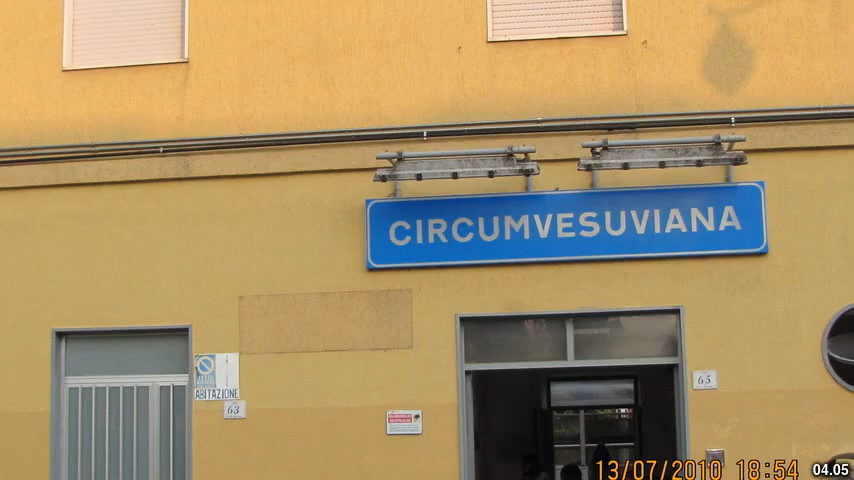 CIRCUMVESUVIANA
ABITAZIONE
63
65
13/07/2010 18:54
04.05